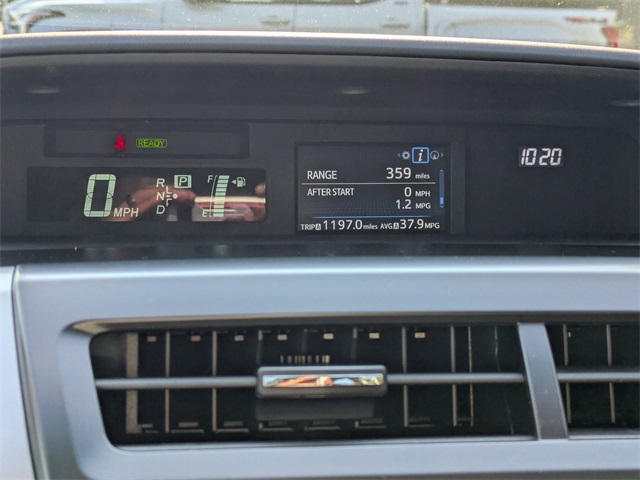 READY
10:20
0 MPH
R
N
D
P
F
E
RANGE 359 miles
AFTER START 0 MPH
1.2 MPG
TRIP A 1197.0 miles AVG A 37.9 MPG